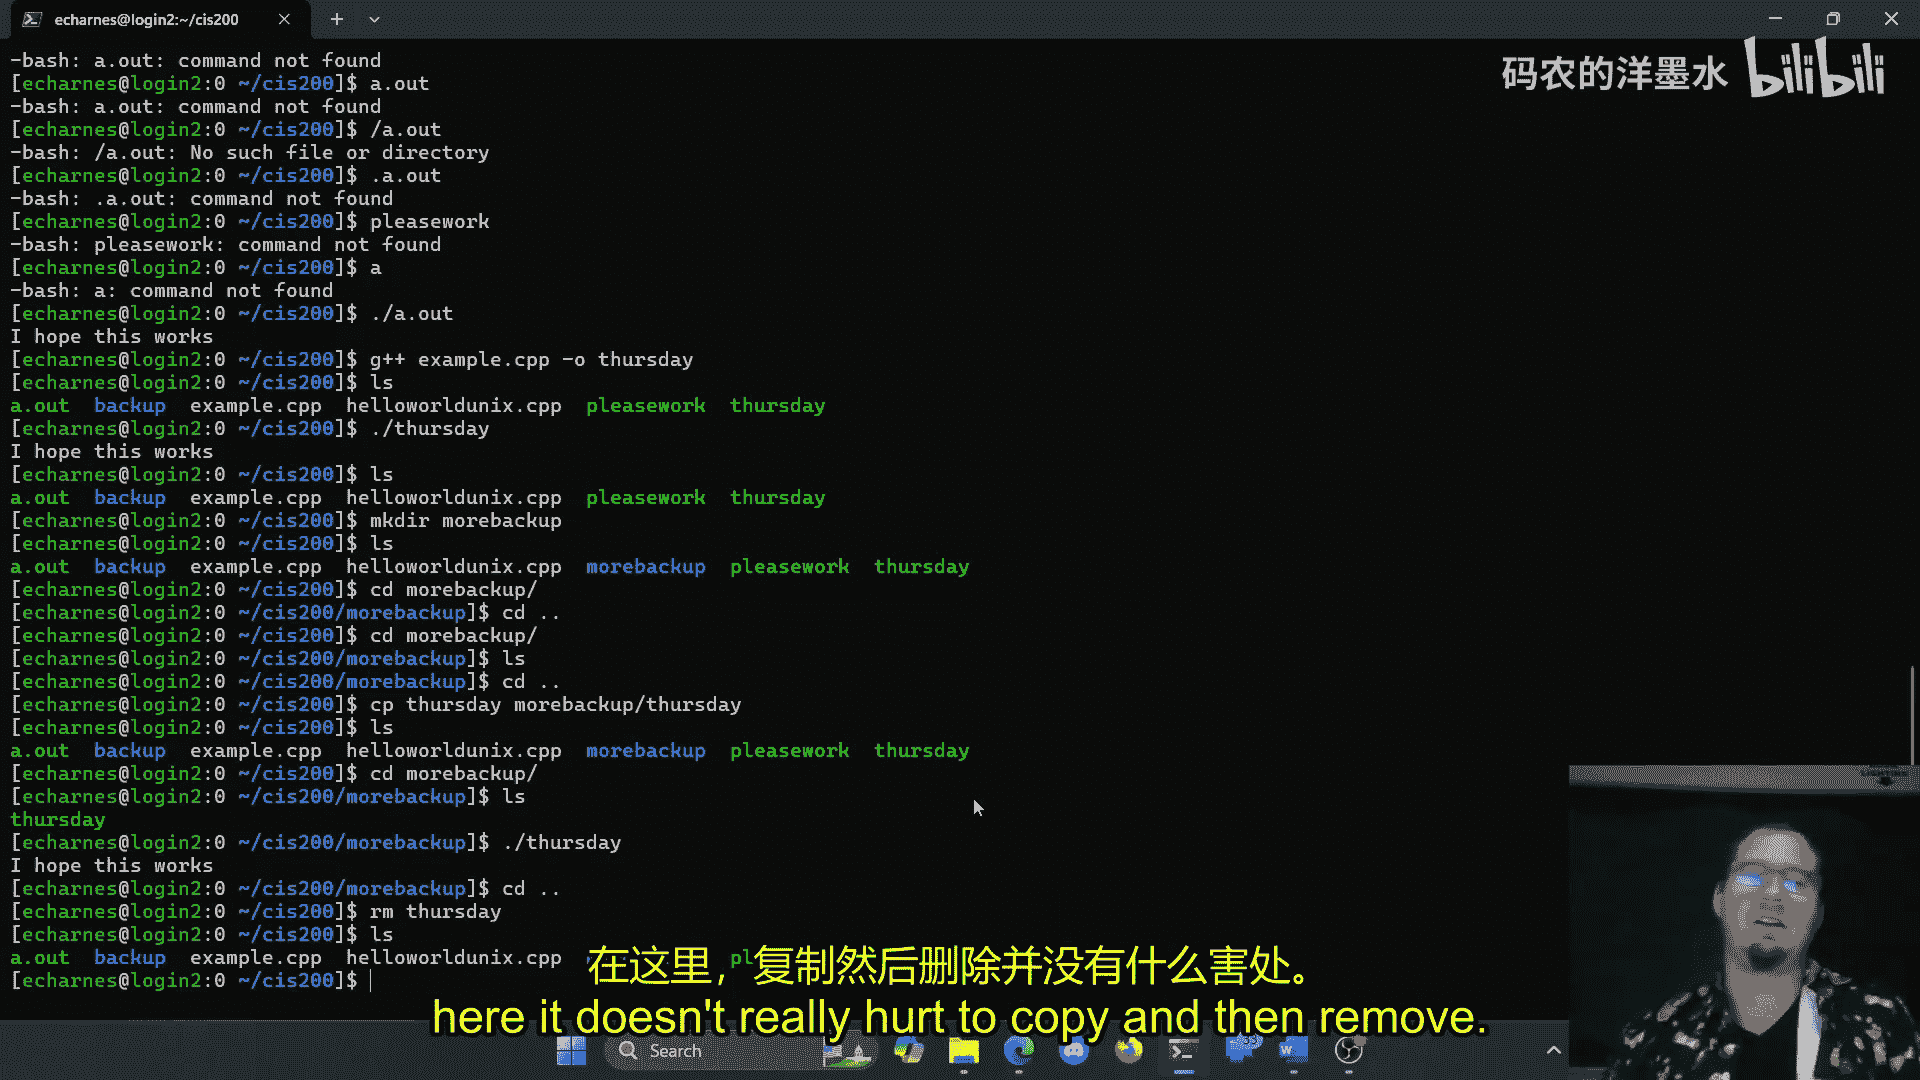 echarnes@login2:~/cis200
-bash: a.out: command not found
[echarnes@login2:0 ~/cis200]$ a.out
-bash: a.out: command not found
[echarnes@login2:0 ~/cis200]$ /a.out
-bash: /a.out: No such file or directory
[echarnes@login2:0 ~/cis200]$ .a.out
-bash: .a.out: command not found
[echarnes@login2:0 ~/cis200]$ pleasework
-bash: pleasework: command not found
[echarnes@login2:0 ~/cis200]$ a
-bash: a: command not found
[echarnes@login2:0 ~/cis200]$ ./a.out
I hope this works
[echarnes@login2:0 ~/cis200]$ g++ example.cpp -o thursday
[echarnes@login2:0 ~/cis200]$ ls
a.out  backup  example.cpp  helloworldunix.cpp  pleasework  thursday
[echarnes@login2:0 ~/cis200]$ ./thursday
I hope this works
[echarnes@login2:0 ~/cis200]$ ls
a.out  backup  example.cpp  helloworldunix.cpp  pleasework  thursday
[echarnes@login2:0 ~/cis200]$ mkdir morebackup
[echarnes@login2:0 ~/cis200]$ ls
a.out  backup  example.cpp  helloworldunix.cpp  morebackup  pleasework  thursday
[echarnes@login2:0 ~/cis200]$ cd morebackup/
[echarnes@login2:0 ~/cis200/morebackup]$ cd ..
[echarnes@login2:0 ~/cis200]$ cd morebackup/
[echarnes@login2:0 ~/cis200/morebackup]$ ls
[echarnes@login2:0 ~/cis200/morebackup]$ cd ..
[echarnes@login2:0 ~/cis200]$ cp thursday morebackup/thursday
[echarnes@login2:0 ~/cis200]$ ls
a.out  backup  example.cpp  helloworldunix.cpp  morebackup  pleasework  thursday
[echarnes@login2:0 ~/cis200]$ cd morebackup/
[echarnes@login2:0 ~/cis200/morebackup]$ ls
thursday
[echarnes@login2:0 ~/cis200/morebackup]$ ./thursday
I hope this works
[echarnes@login2:0 ~/cis200/morebackup]$ cd ..
[echarnes@login2:0 ~/cis200]$ rm thursday
[echarnes@login2:0 ~/cis200]$ ls
a.out  backup  example.cpp  helloworldunix.cpp
[echarnes@login2:0 ~/cis200]$
码农的洋墨水 bilibili
在这里，复制然后删除并没有什么害处。
here it doesn't really hurt to copy and then remove.
Search